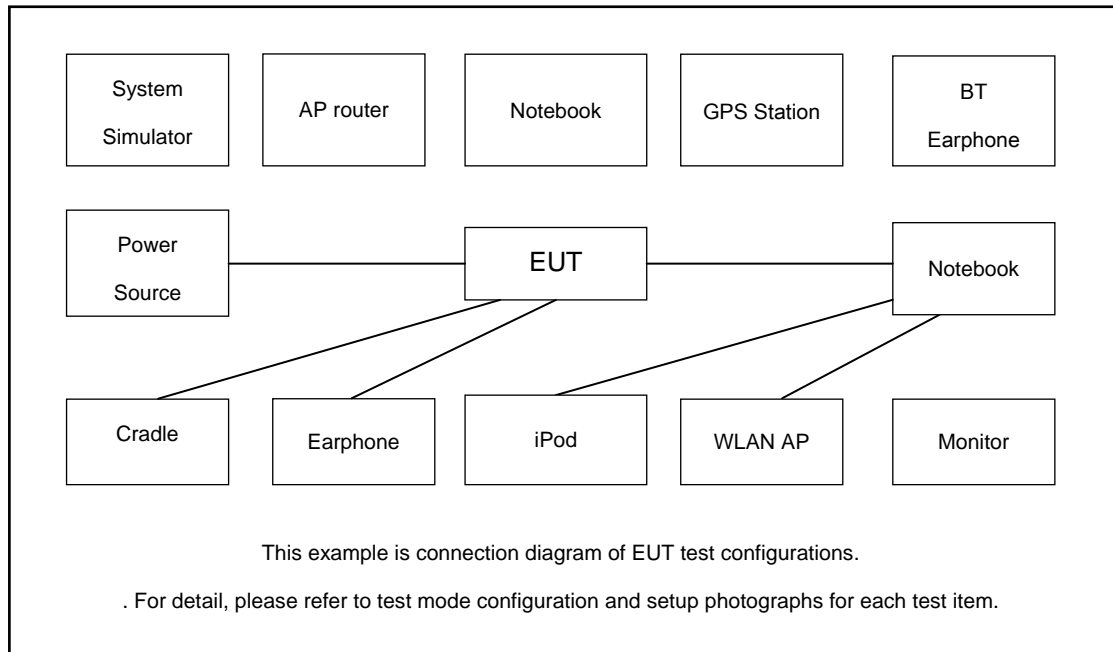 System
Simulator
AP router
Notebook
GPS Station
BT
Earphone
Power
Source
EUT
Notebook
Cradle
Earphone
iPod
WLAN AP
Monitor
This example is connection diagram of EUT test configurations.
. For detail, please refer to test mode configuration and setup photographs for each test item.